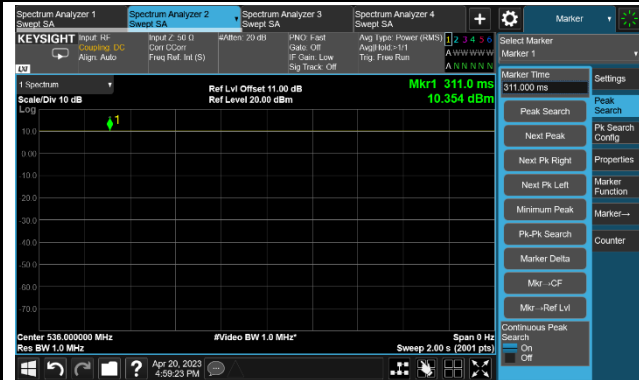 Spectrum Analyzer 1
Swept SA
Spectrum Analyzer 2
Swept SA
Spectrum Analyzer 3
Swept SA
Spectrum Analyzer 4
Swept SA
+
Marker
KEYSIGHT
Input: RF
Coupling: DC
Align: Auto
Input Z: 50 Ω
Corr CCorr
Freq Ref: Int (S)
#Atten: 20 dB
PNO: Fast
Gate: Off
IF Gain: Low
Sig Track: Off
Avg Type: Power (RMS)
Avg|Hold:>1/1
Trig: Free Run
1 2 3 4 5 6
A W W W W W
A N N N N N
LXI
Select Marker
Marker 1
1 Spectrum
Scale/Div 10 dB
Log
Ref Lvl Offset 11.00 dB
Ref Level 20.00 dBm
Mkr1 311.0 ms
10.354 dBm
1
10.0
0.00
-10.0
-20.0
-30.0
-40.0
-50.0
-60.0
-70.0
Center 536.000000 MHz
Res BW 1.0 MHz
#Video BW 1.0 MHz*
Span 0 Hz
Sweep 2.00 s (2001 pts)
Marker Time
311.000 ms
Peak Search
Next Peak
Next Pk Right
Next Pk Left
Minimum Peak
Pk-Pk Search
Marker Delta
Mkr→CF
Mkr→Ref Lvl
Continuous Peak
Search
On
Off
Settings
Peak
Search
Pk Search
Config
Properties
Marker
Function
Marker→
Counter
?
Apr 20, 2023
4:59:23 PM